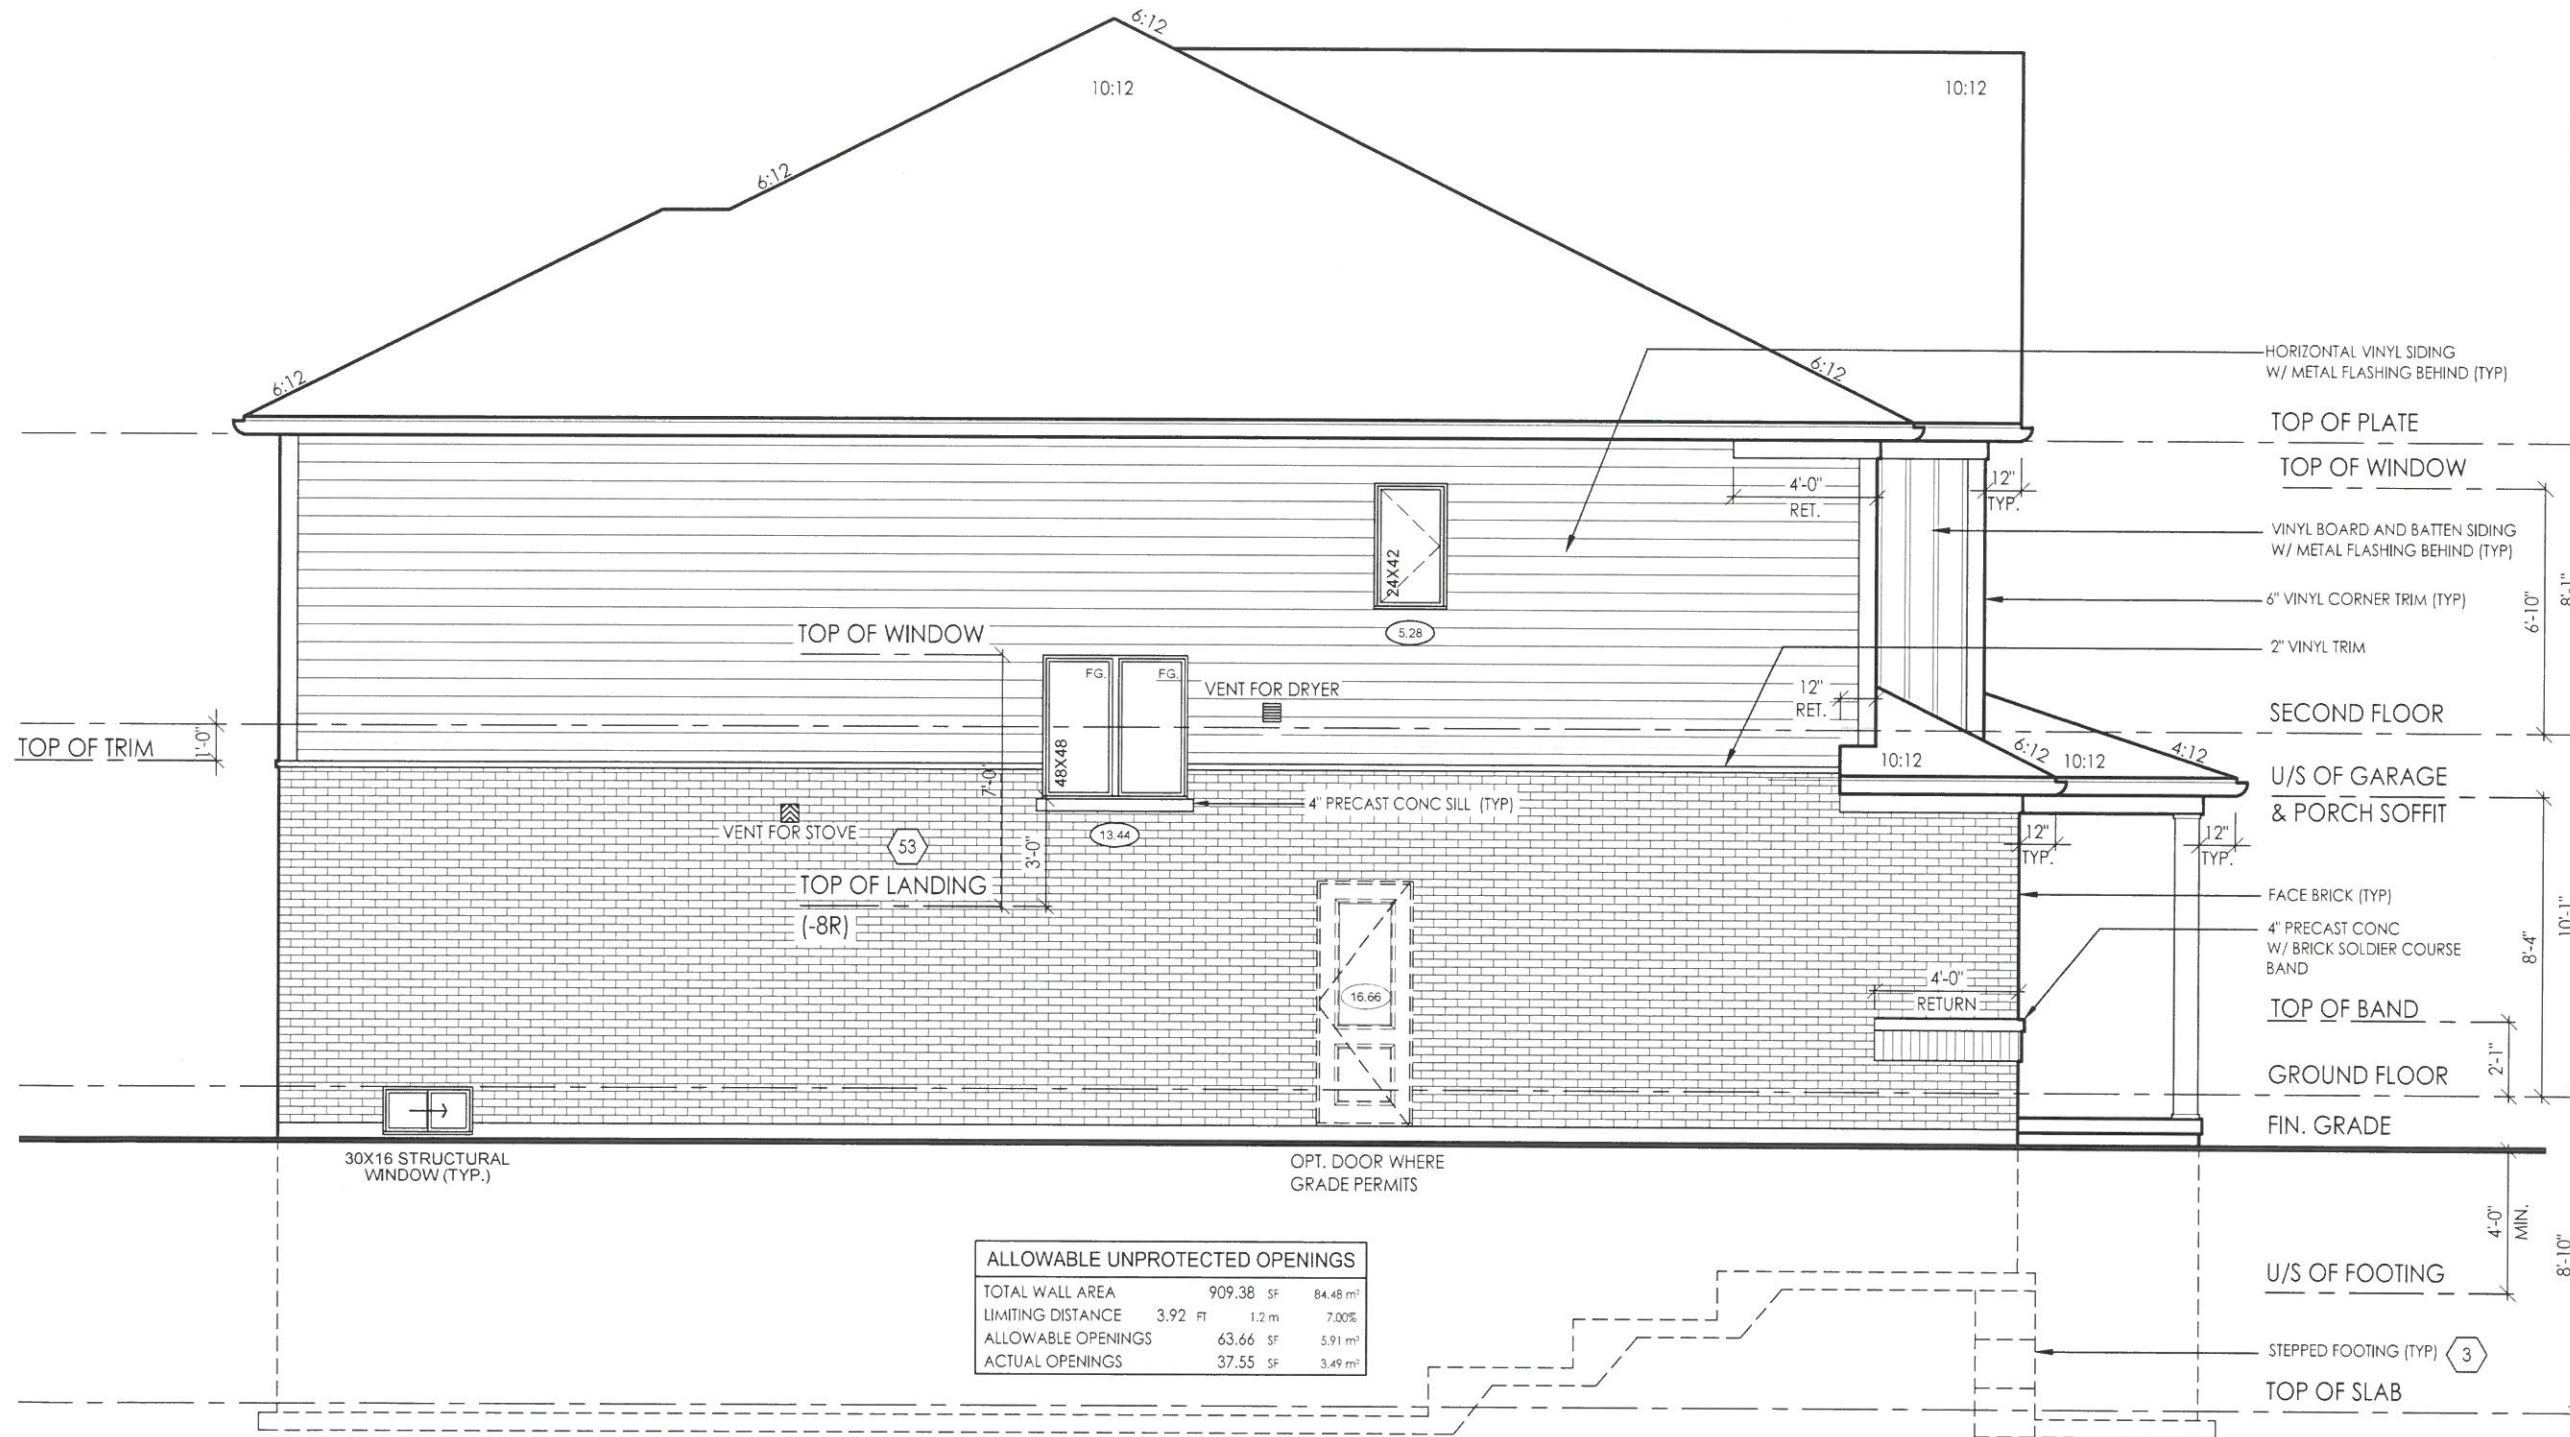 6:12
10:12
10:12
6:12
6:12
6:12
HORIZONTAL VINYL SIDING
W/ METAL FLASHING BEHIND (TYP)
TOP OF PLATE
TOP OF WINDOW
4'-0"
RET.
12"
TYP.
VINYL BOARD AND BATTEN SIDING
W/ METAL FLASHING BEHIND (TYP)
24X42
6" VINYL CORNER TRIM (TYP)
6'-10"
8'-1"
5.28
TOP OF WINDOW
2" VINYL TRIM
FG.
FG.
VENT FOR DRYER
12"
RET.
SECOND FLOOR
TOP OF TRIM
1'-0"
48X48
7'-0"
10:12
6:12
10:12
4:12
U/S OF GARAGE
& PORCH SOFFIT
4" PRECAST CONC SILL (TYP)
VENT FOR STOVE
53
13.44
3'-0"
12"
TYP.
12"
TYP.
TOP OF LANDING
(-8R)
FACE BRICK (TYP)
4" PRECAST CONC
W/ BRICK SOLDIER COURSE
BAND
8'-4"
10'-1"
16.66
4'-0"
RETURN
TOP OF BAND
2'-1"
GROUND FLOOR
FIN. GRADE
30X16 STRUCTURAL
WINDOW (TYP.)
OPT. DOOR WHERE
GRADE PERMITS
4'-0"
MIN.
8'-10"
U/S OF FOOTING
ALLOWABLE UNPROTECTED OPENINGS
TOTAL WALL AREA 909.38 SF 84.48 m²
LIMITING DISTANCE 3.92 FT 1.2 m 7.00%
ALLOWABLE OPENINGS 63.66 SF 5.91 m²
ACTUAL OPENINGS 37.55 SF 3.49 m²
STEPPED FOOTING (TYP) 3
TOP OF SLAB